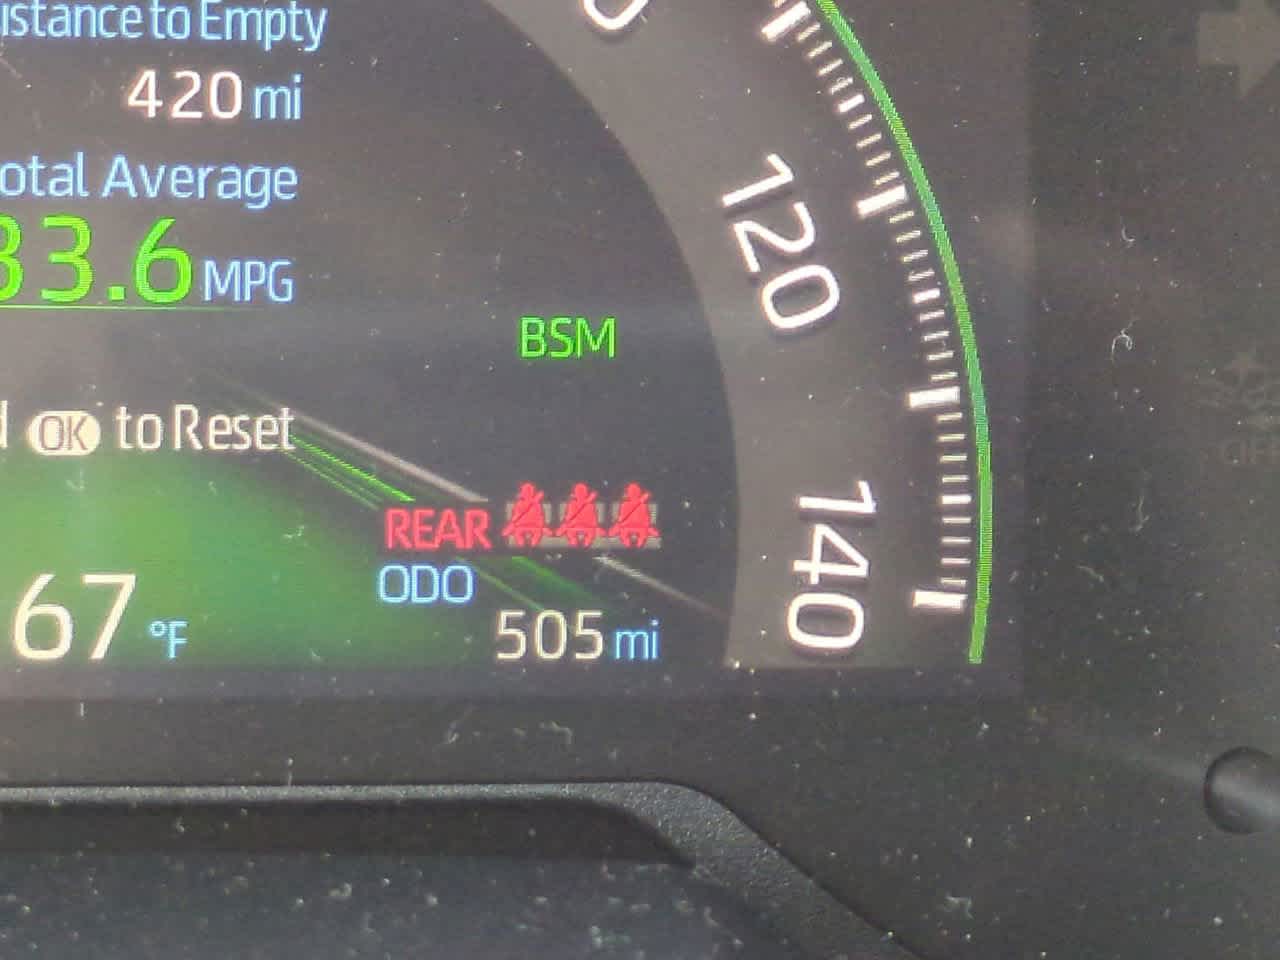 istance to Empty
420 mi
otal Average
33.6 MPG
BSM
OK to Reset
REAR
ODO
67 °F
505 mi
120
140